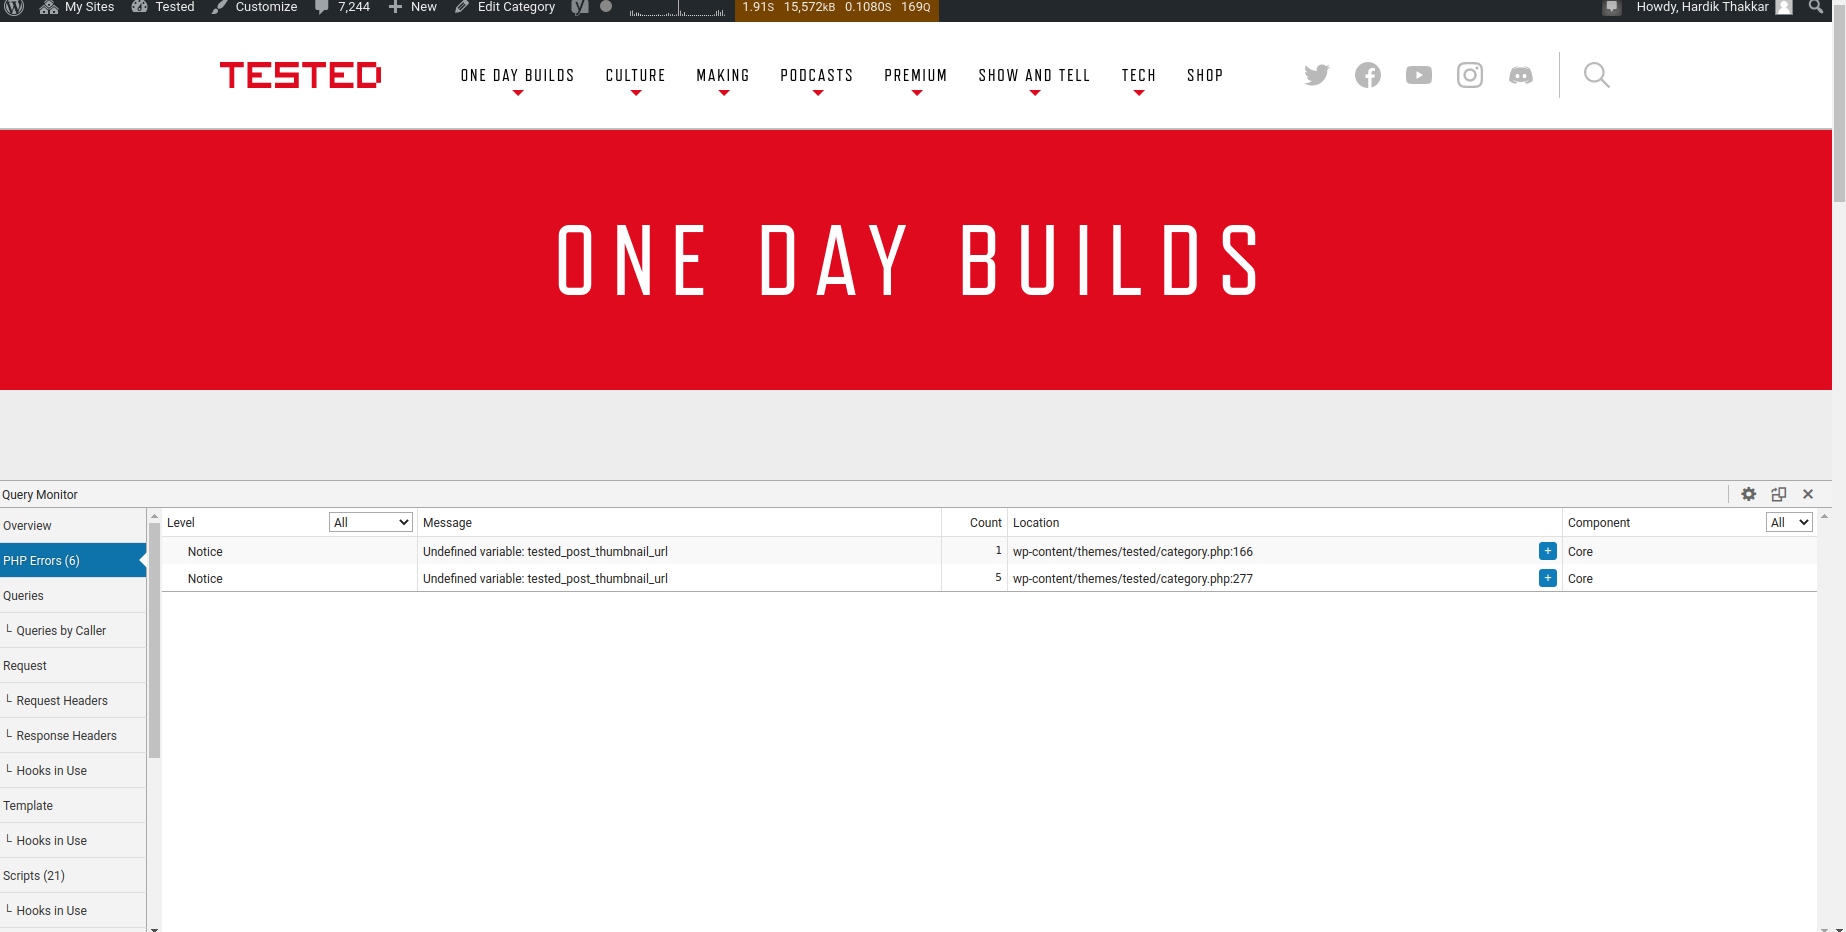 My Sites Tested Customize 7,244 New Edit Category 1.91S 15,572KB 0.1080S 169Q Howdy, Hardik Thakkar
TESTED ONE DAY BUILDS CULTURE MAKING PODCASTS PREMIUM SHOW AND TELL TECH SHOP
ONE DAY BUILDS
Query Monitor
Overview
PHP Errors (6)
Queries
└ Queries by Caller
Request
└ Request Headers
└ Response Headers
└ Hooks in Use
Template
└ Hooks in Use
Scripts (21)
└ Hooks in Use
Level All Message Count Location Component All
Notice Undefined variable: tested_post_thumbnail_url 1 wp-content/themes/tested/category.php:166 + Core
Notice Undefined variable: tested_post_thumbnail_url 5 wp-content/themes/tested/category.php:277 + Core